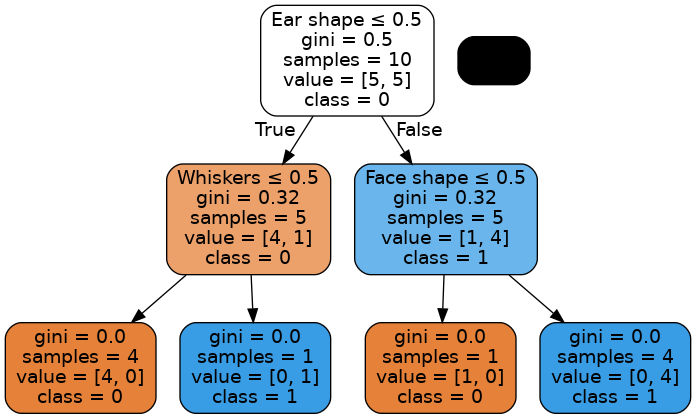 Ear shape ≤ 0.5
gini = 0.5
samples = 10
value = [5, 5]
class = 0
True
False
Whiskers ≤ 0.5
gini = 0.32
samples = 5
value = [4, 1]
class = 0
Face shape ≤ 0.5
gini = 0.32
samples = 5
value = [1, 4]
class = 1
gini = 0.0
samples = 4
value = [4, 0]
class = 0
gini = 0.0
samples = 1
value = [0, 1]
class = 1
gini = 0.0
samples = 1
value = [1, 0]
class = 0
gini = 0.0
samples = 4
value = [0, 4]
class = 1